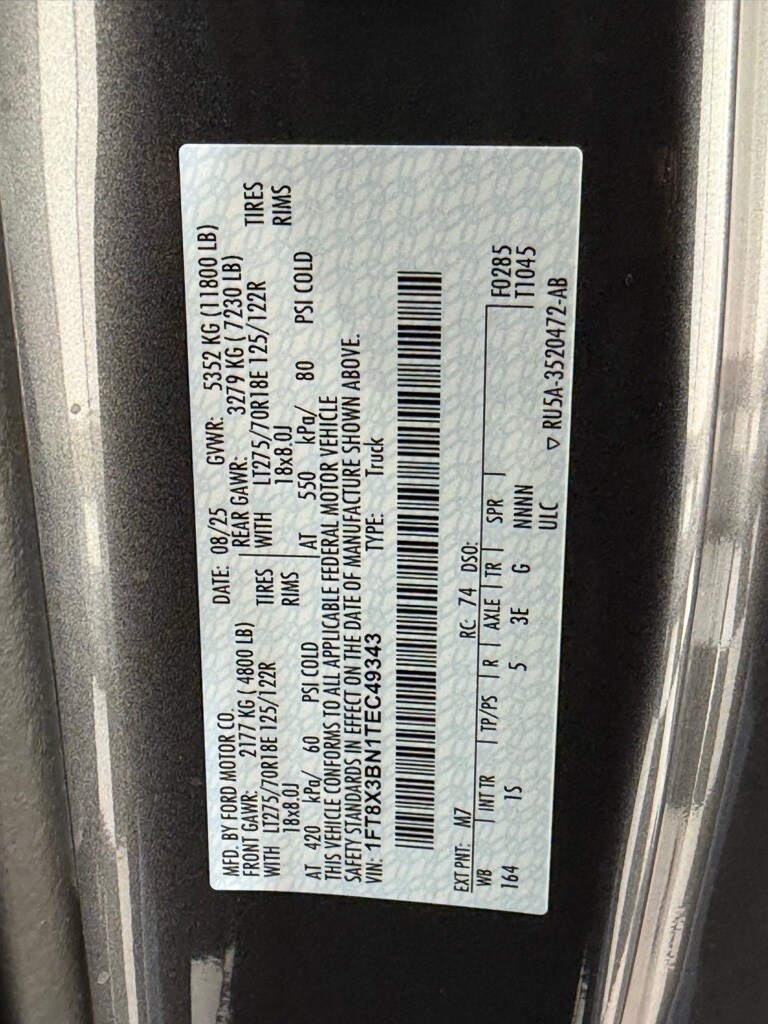 MFD. BY FORD MOTOR CO. DATE: 08/25 GVWR: 5352 KG (11800 LB)
FRONT GAWR: 2177 KG (4800 LB) REAR GAWR: 3279 KG (7230 LB)
WITH LT275/70R18E 125/122R TIRES WITH LT275/70R18E 125/122R TIRES
18x8.0J RIMS 18x8.0J RIMS
AT 420 kPa/ 60 PSI COLD AT 550 kPa/ 80 PSI COLD
THIS VEHICLE CONFORMS TO ALL APPLICABLE FEDERAL MOTOR VEHICLE
SAFETY STANDARDS IN EFFECT ON THE DATE OF MANUFACTURE SHOWN ABOVE.
VIN: 1FT8X3BN1TEC49343 TYPE: Truck
EXT PNT: M7 RC: 74 DSO: F0285
WB INT TR TP/PS R AXLE TR SPR T1045
164 1S 5 3E G NNNN
ULC ▽ RU5A-3520472-AB